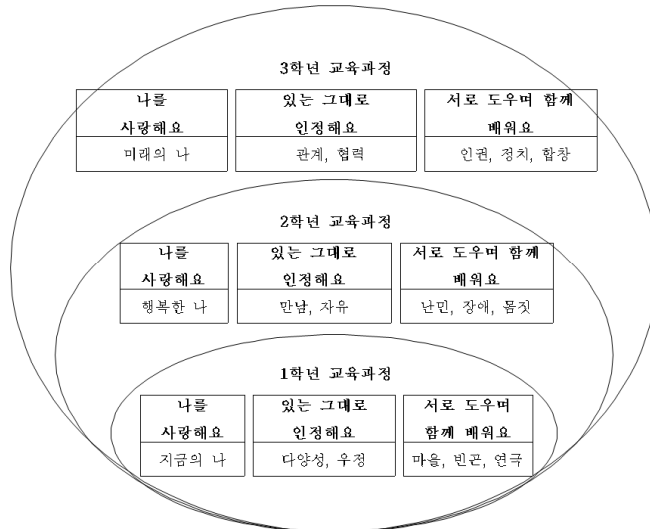 3학년 교육과정
나를
사랑해요
미래의 나
있는 그대로
인정해요
관계, 협력
서로 도우며 함께
배워요
인권, 정치, 합창
2학년 교육과정
나를
사랑해요
행복한 나
있는 그대로
인정해요
만남, 자유
서로 도우며 함께
배워요
난민, 장애, 몸짓
1학년 교육과정
나를
사랑해요
지금의 나
있는 그대로
인정해요
다양성, 우정
서로 도우며
함께 배워요
마을, 빈곤, 연극